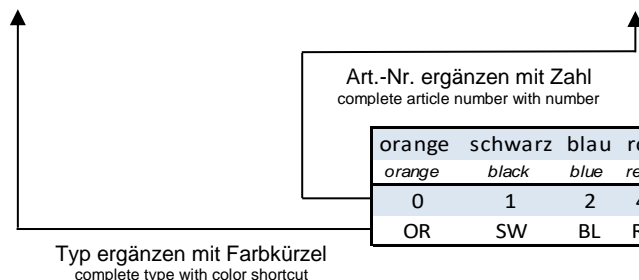 Art.-Nr. ergänzen mit Zahl
complete article number with number
orange schwarz blau
orange black blue
0 1 2
OR SW BL
Typ ergänzen mit Farbkürzel
complete type with color shortcut